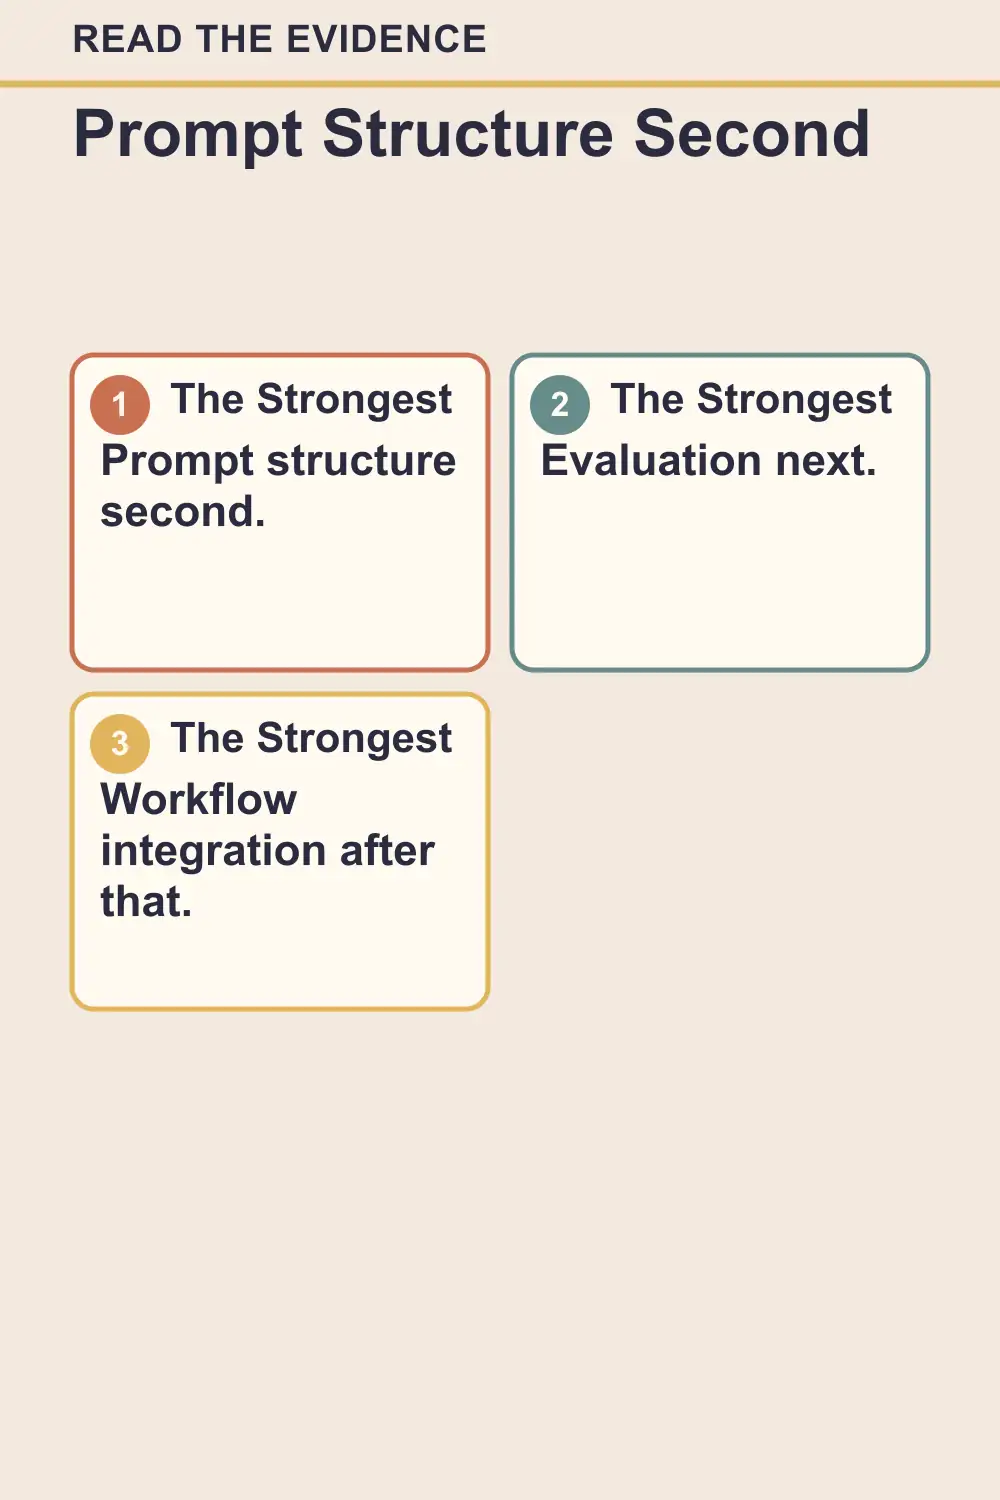 READ THE EVIDENCE
Prompt Structure Second
1 The Strongest
Prompt structure
second.
2 The Strongest
Evaluation next.
3 The Strongest
Workflow
integration after
that.